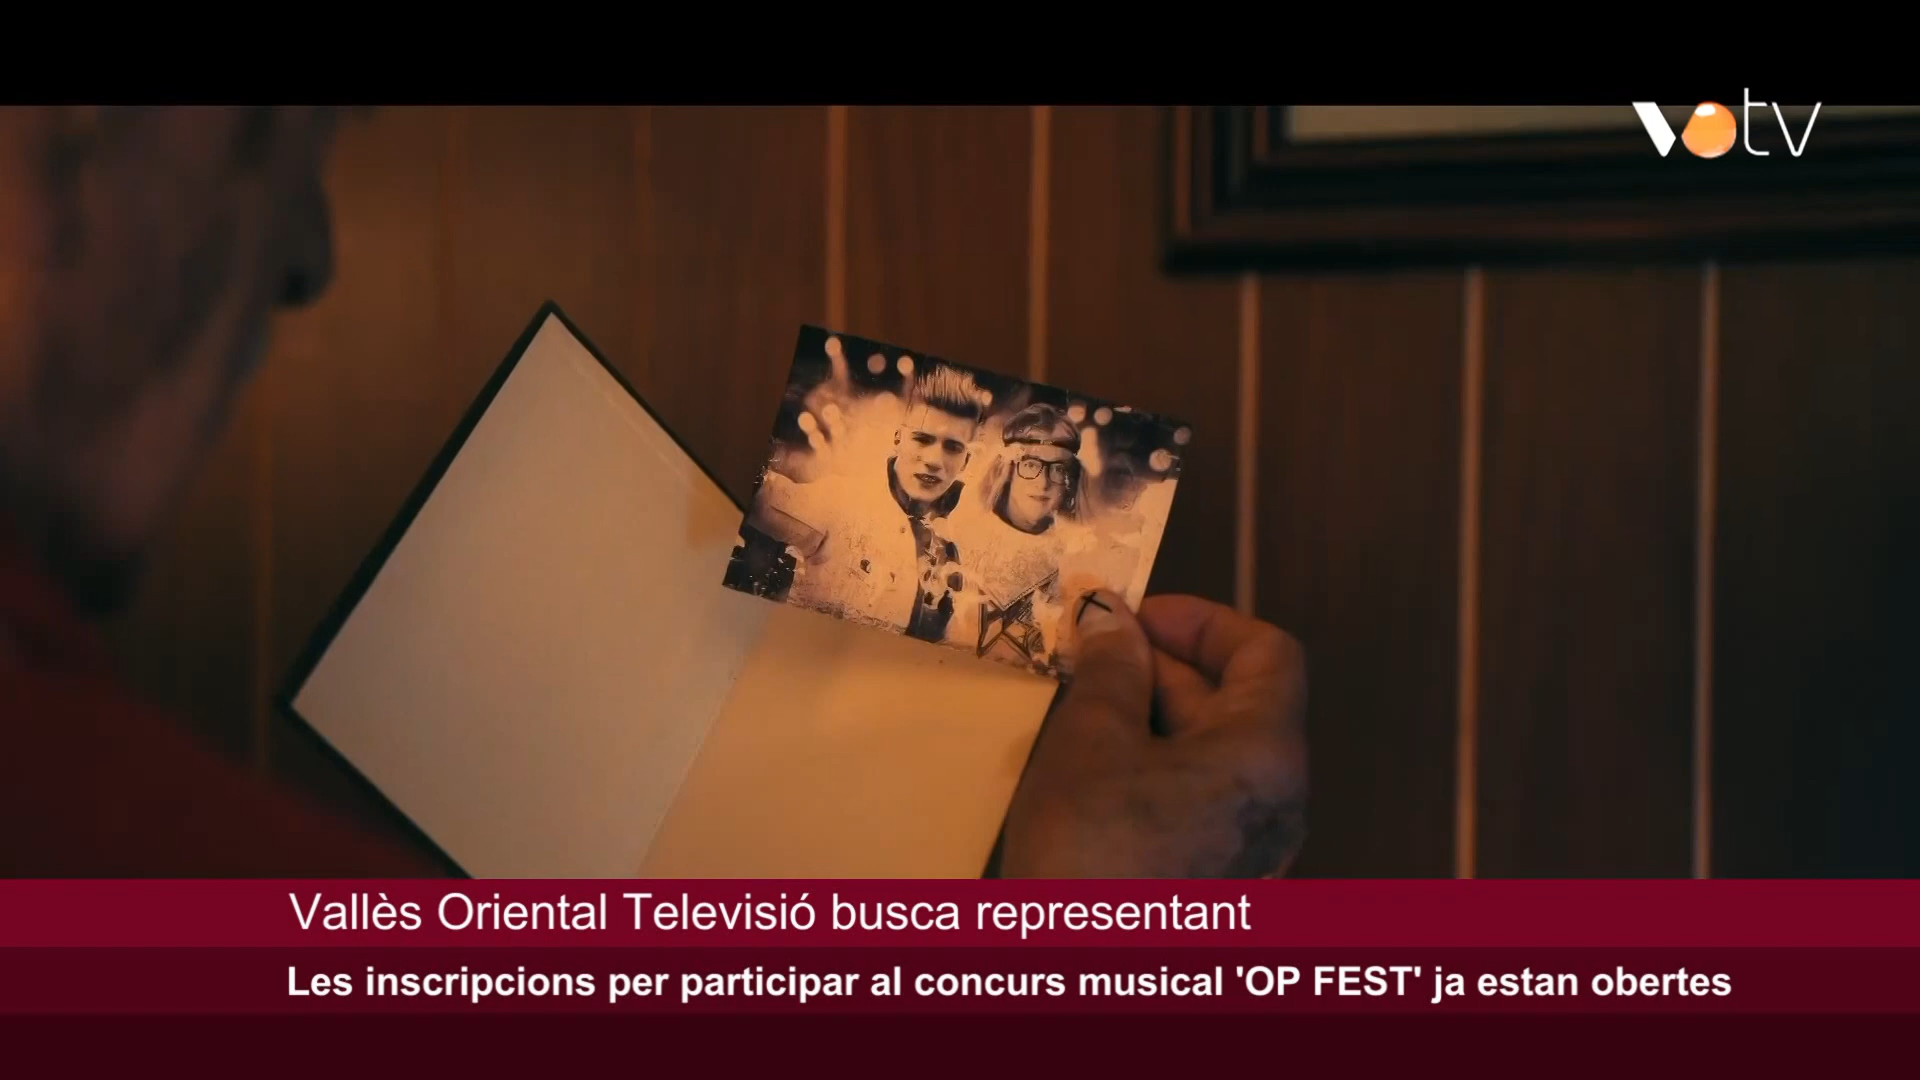 votv
Vallès Oriental Televisió busca representant
Les inscripcions per participar al concurs musical 'OP FEST' ja estan obertes